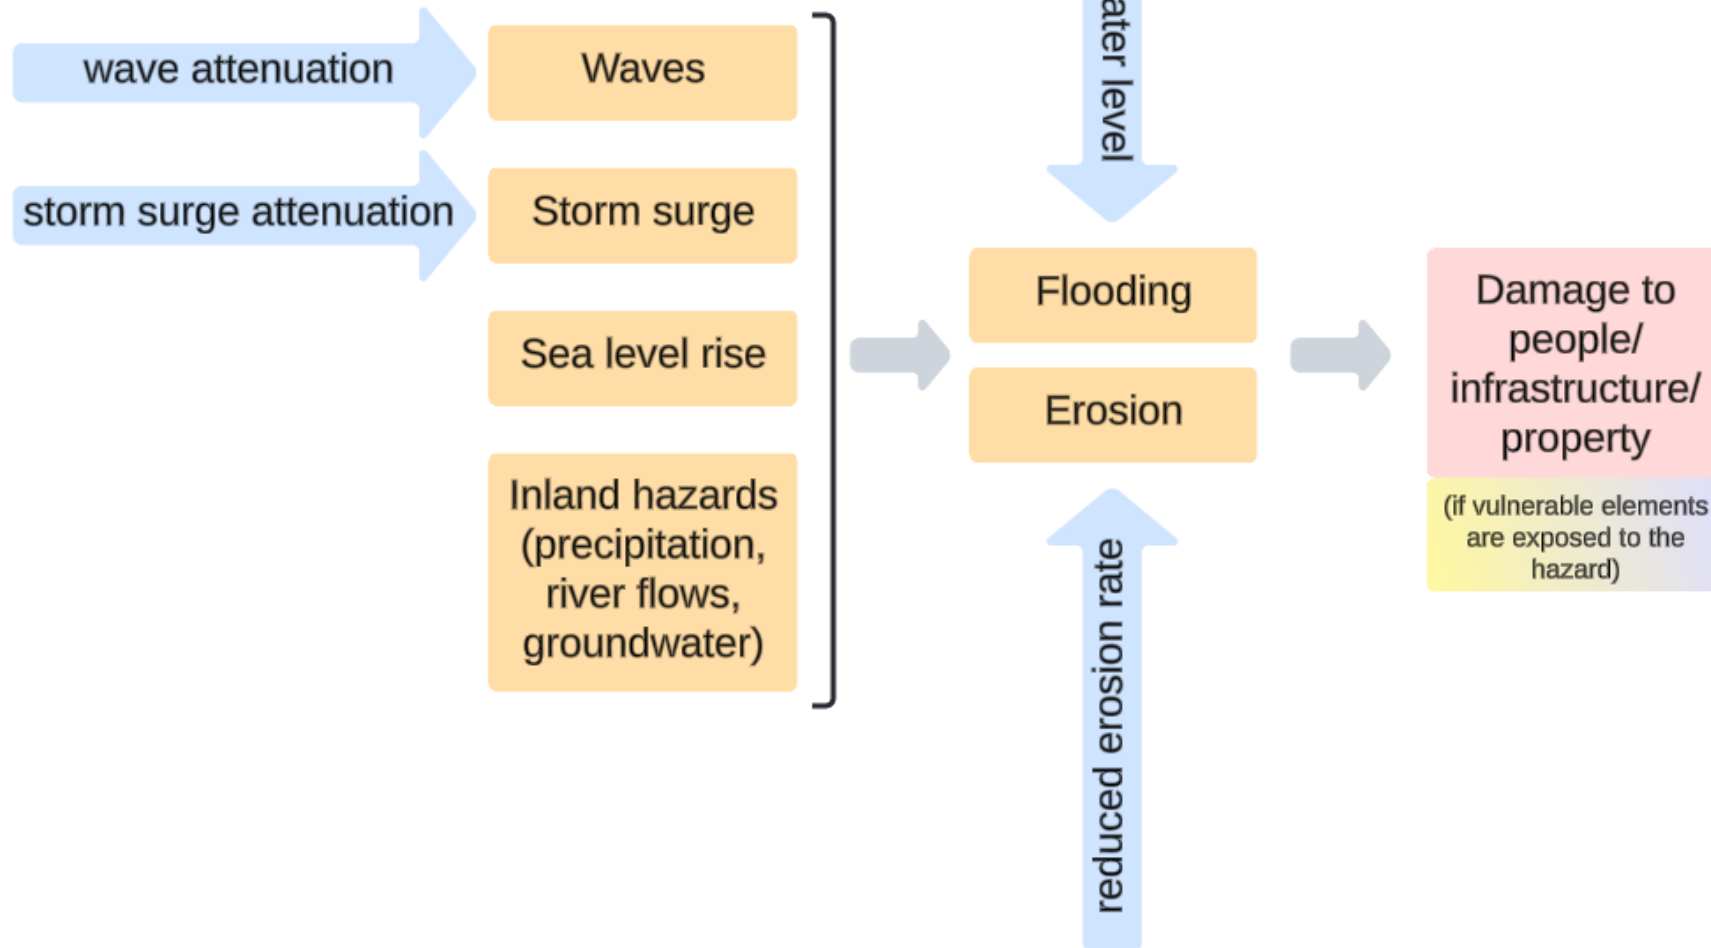 wave attenuation
Waves
storm surge attenuation
Storm surge
Sea level rise
Inland hazards
(precipitation,
river flows,
groundwater)
level
Flooding
Erosion
reduced erosion rate
Damage to
people/
infrastructure/
property
(if vulnerable elements
are exposed to the
hazard)